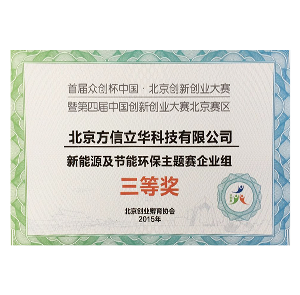 首届众创杯中国·北京创新创业大赛
暨第四届中国创新创业大赛北京赛区
北京方信立华科技有限公司
新能源及节能环保主题赛企业组
三等奖
北京创业孵育协会
2015年